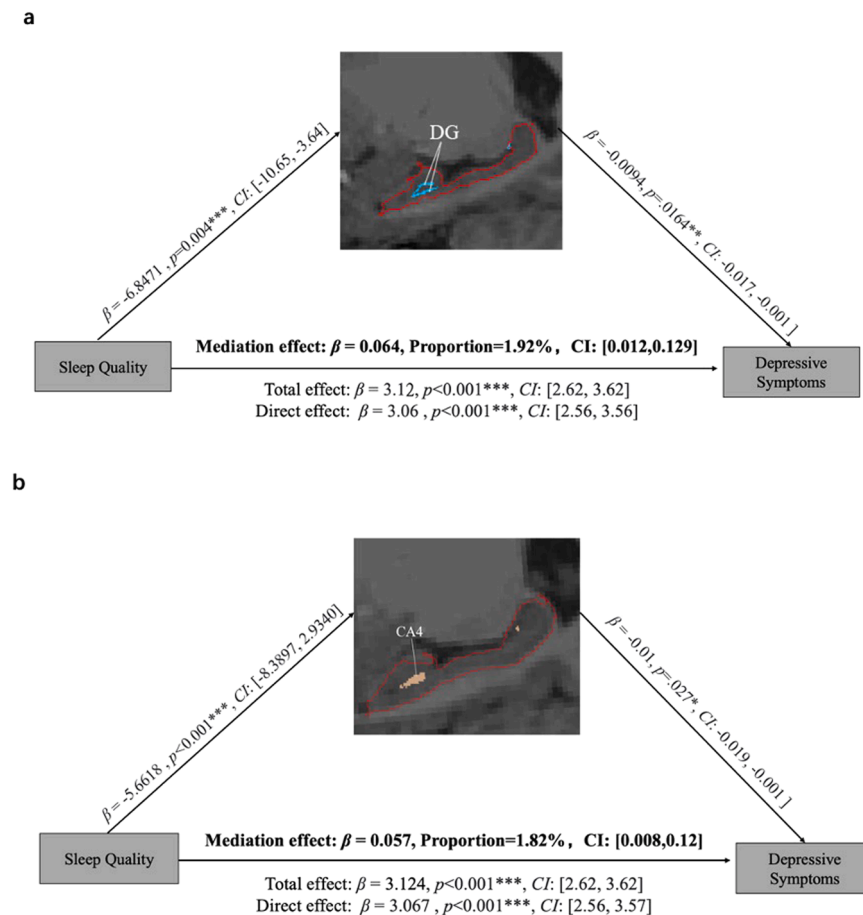 a
DG
β = -6.8471 , p=0.004***, CI: [-10.65, -3.64]
β = -0.0094, p=.0164**, CI: -0.017, -0.001 ]
Mediation effect: β = 0.064, Proportion=1.92%, CI: [0.012,0.129]
Sleep Quality
Depressive
Symptoms
Total effect: β = 3.12, p<0.001***, CI: [2.62, 3.62]
Direct effect: β = 3.06 , p<0.001***, CI: [2.56, 3.56]
b
CA4
β = -5.6618 , p<0.001***, CI: [-8.3897, 2.9340]
β = -0.01, p=.027*, CI: -0.019, -0.001 ]
Mediation effect: β = 0.057, Proportion=1.82%, CI: [0.008,0.12]
Sleep Quality
Depressive
Symptoms
Total effect: β = 3.124, p<0.001***, CI: [2.62, 3.62]
Direct effect: β = 3.067 , p<0.001***, CI: [2.56, 3.57]